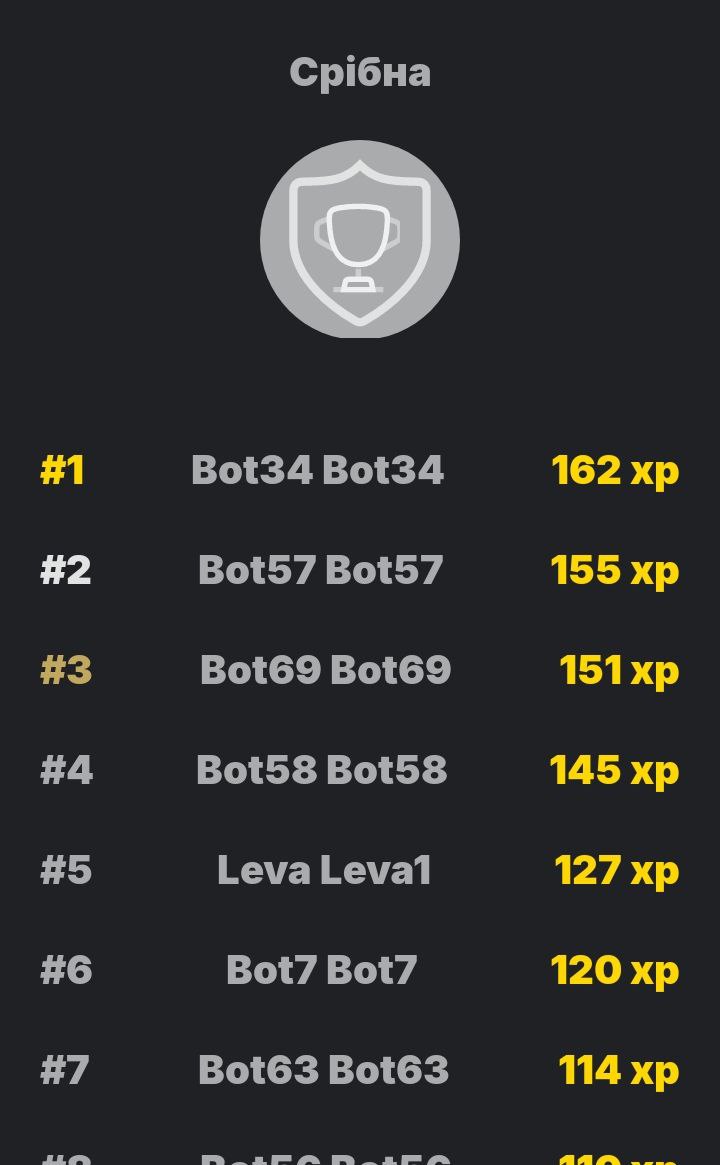 Срібна
#1 Bot34 Bot34 162 xp
#2 Bot57 Bot57 155 xp
#3 Bot69 Bot69 151 xp
#4 Bot58 Bot58 145 xp
#5 Leva Leva1 127 xp
#6 Bot7 Bot7 120 xp
#7 Bot63 Bot63 114 xp